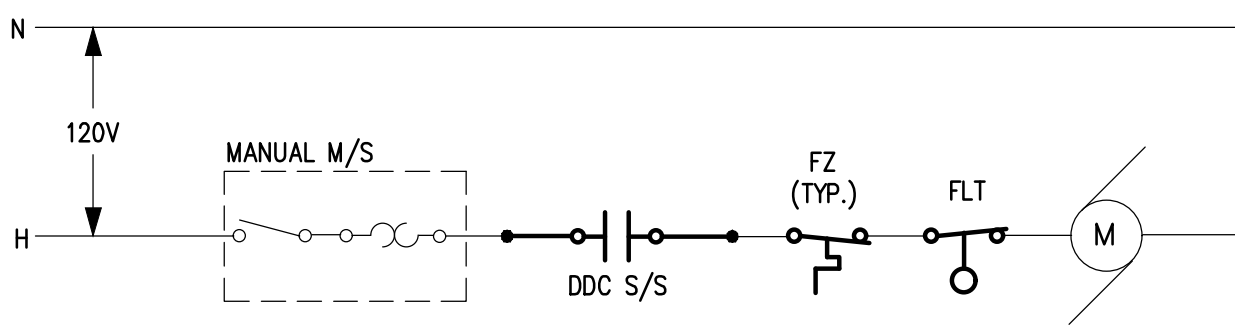 N
120V
MANUAL M/S
FZ
(TYP.)
FLT
H
M
DDC S/S